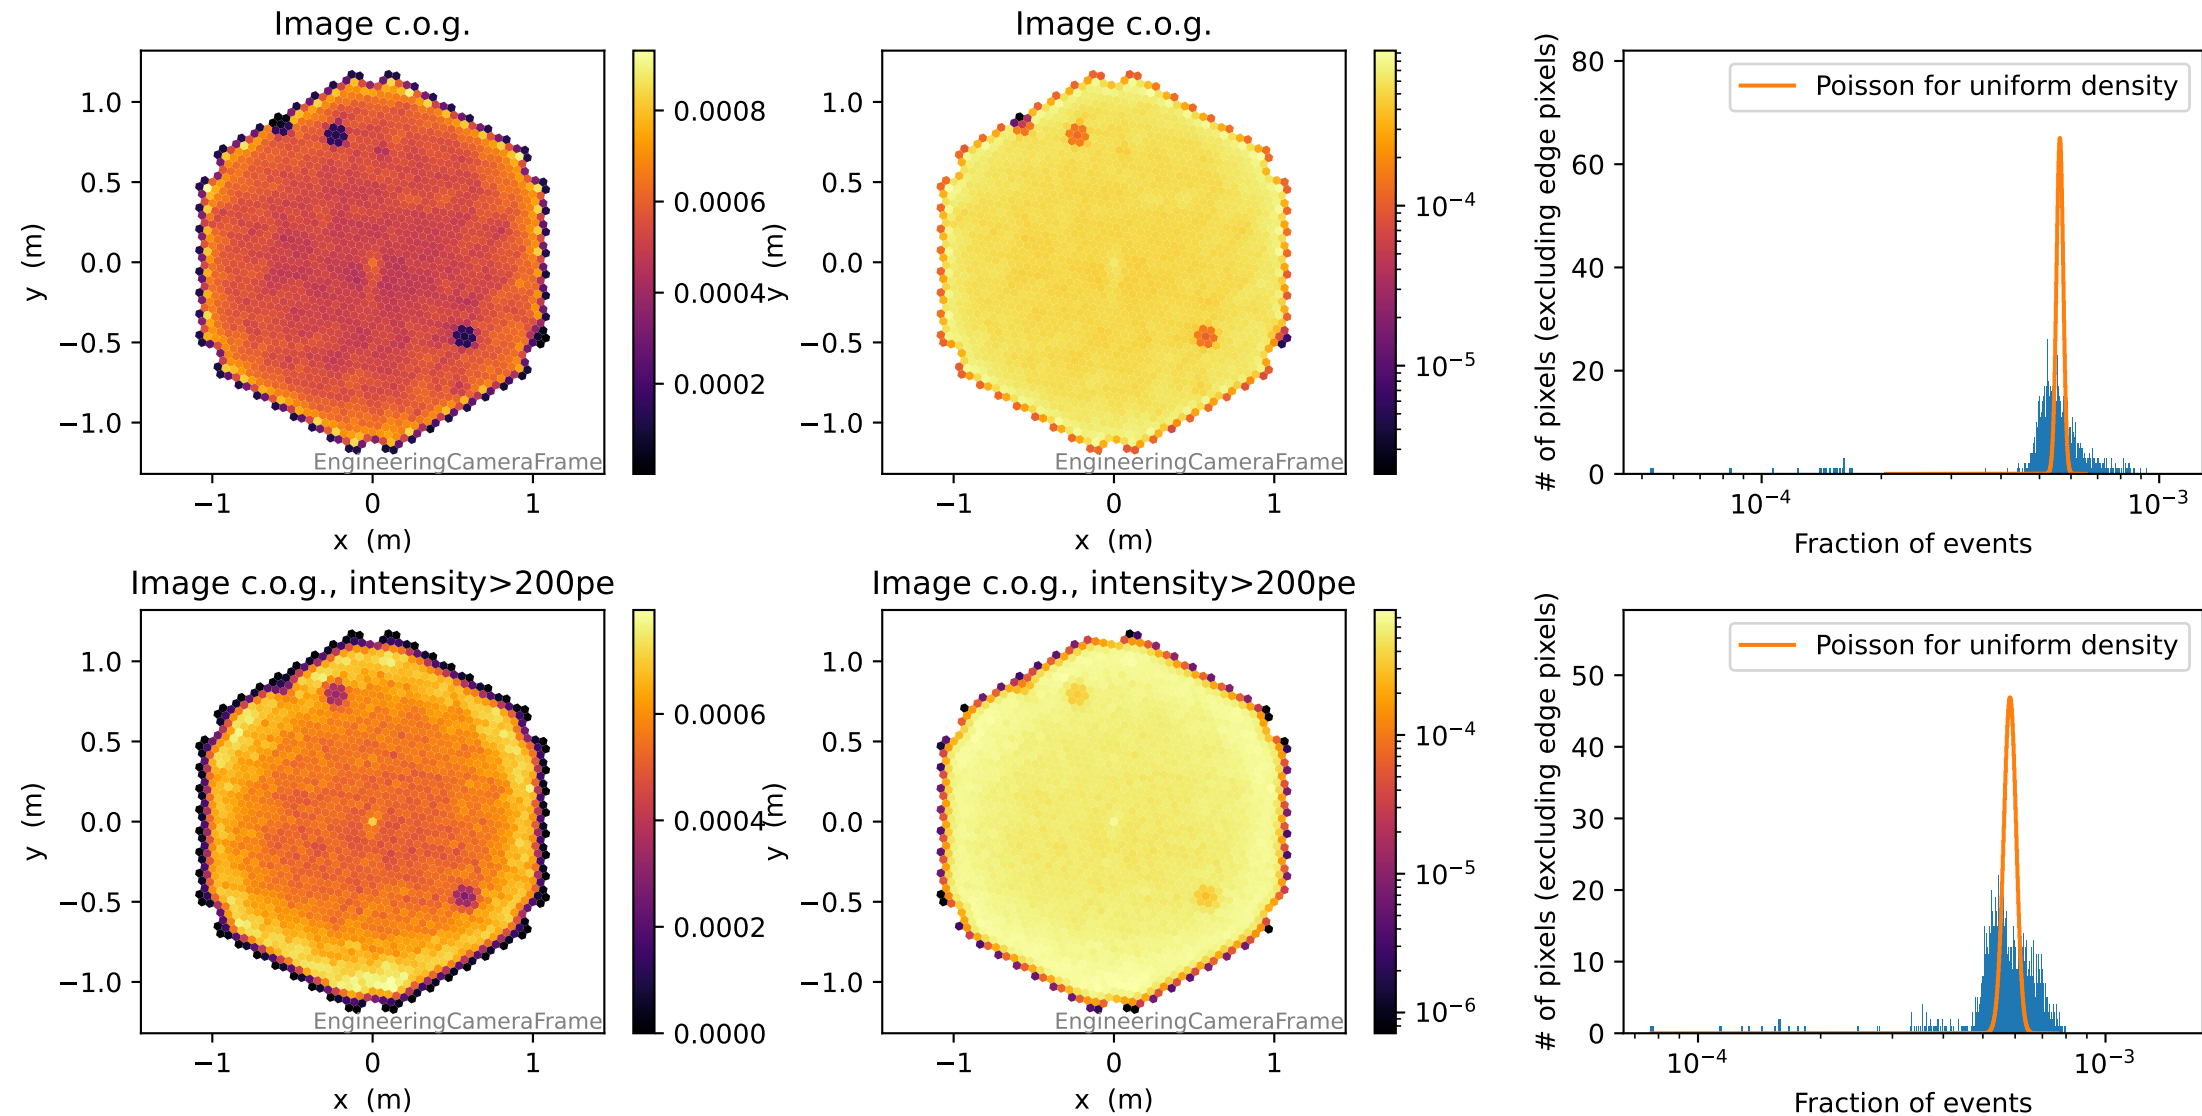 Image c.o.g.
1.0
0.5
0.0
−0.5
−1.0
y (m)
−1
0
1
x (m)
EngineeringCameraFrame
0.0008
0.0006
0.0004
0.0002
Image c.o.g.
1.0
0.5
0.0
−0.5
−1.0
y (m)
−1
0
1
x (m)
EngineeringCameraFrame
10⁻⁴
10⁻⁵
80
60
40
20
0
# of pixels (excluding edge pixels)
Poisson for uniform density
10⁻⁴
10⁻³
Fraction of events
Image c.o.g., intensity>200pe
1.0
0.5
0.0
−0.5
−1.0
y (m)
−1
0
1
x (m)
EngineeringCameraFrame
0.0006
0.0004
0.0002
0.0000
Image c.o.g., intensity>200pe
1.0
0.5
0.0
−0.5
−1.0
y (m)
−1
0
1
x (m)
EngineeringCameraFrame
10⁻⁴
10⁻⁵
10⁻⁶
50
40
30
20
10
0
# of pixels (excluding edge pixels)
Poisson for uniform density
10⁻⁴
10⁻³
Fraction of events